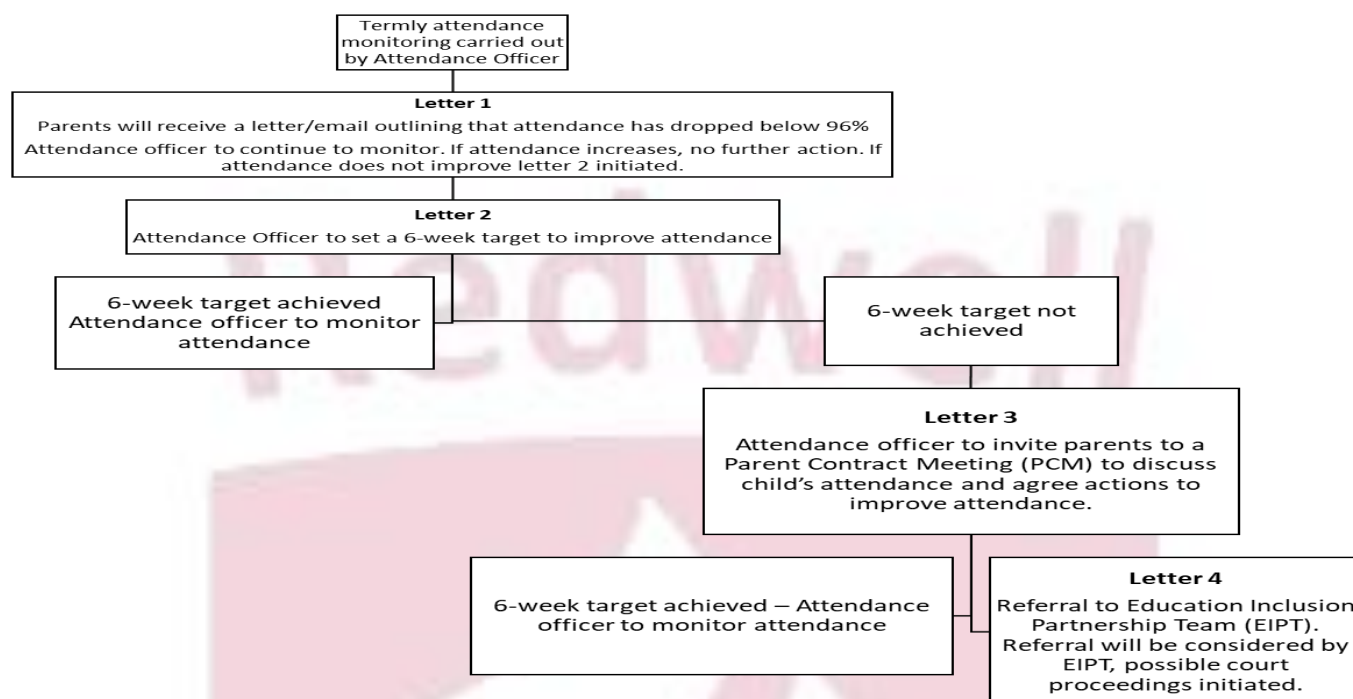 Termly attendance
monitoring carried out
by Attendance Officer
Letter 1
Parents will receive a letter/email outlining that attendance has dropped below 96%
Attendance officer to continue to monitor. If attendance increases, no further action. If
attendance does not improve letter 2 initiated.
Letter 2
Attendance Officer to set a 6-week target to improve attendance
6-week target achieved
Attendance officer to monitor
attendance
6-week target not
achieved
Letter 3
Attendance officer to invite parents to a
Parent Contract Meeting (PCM) to discuss
child's attendance and agree actions to
improve attendance.
6-week target achieved – Attendance
officer to monitor attendance
Letter 4
Referral to Education Inclusion
Partnership Team (EIPT).
Referral will be considered by
EIPT, possible court
proceedings initiated.